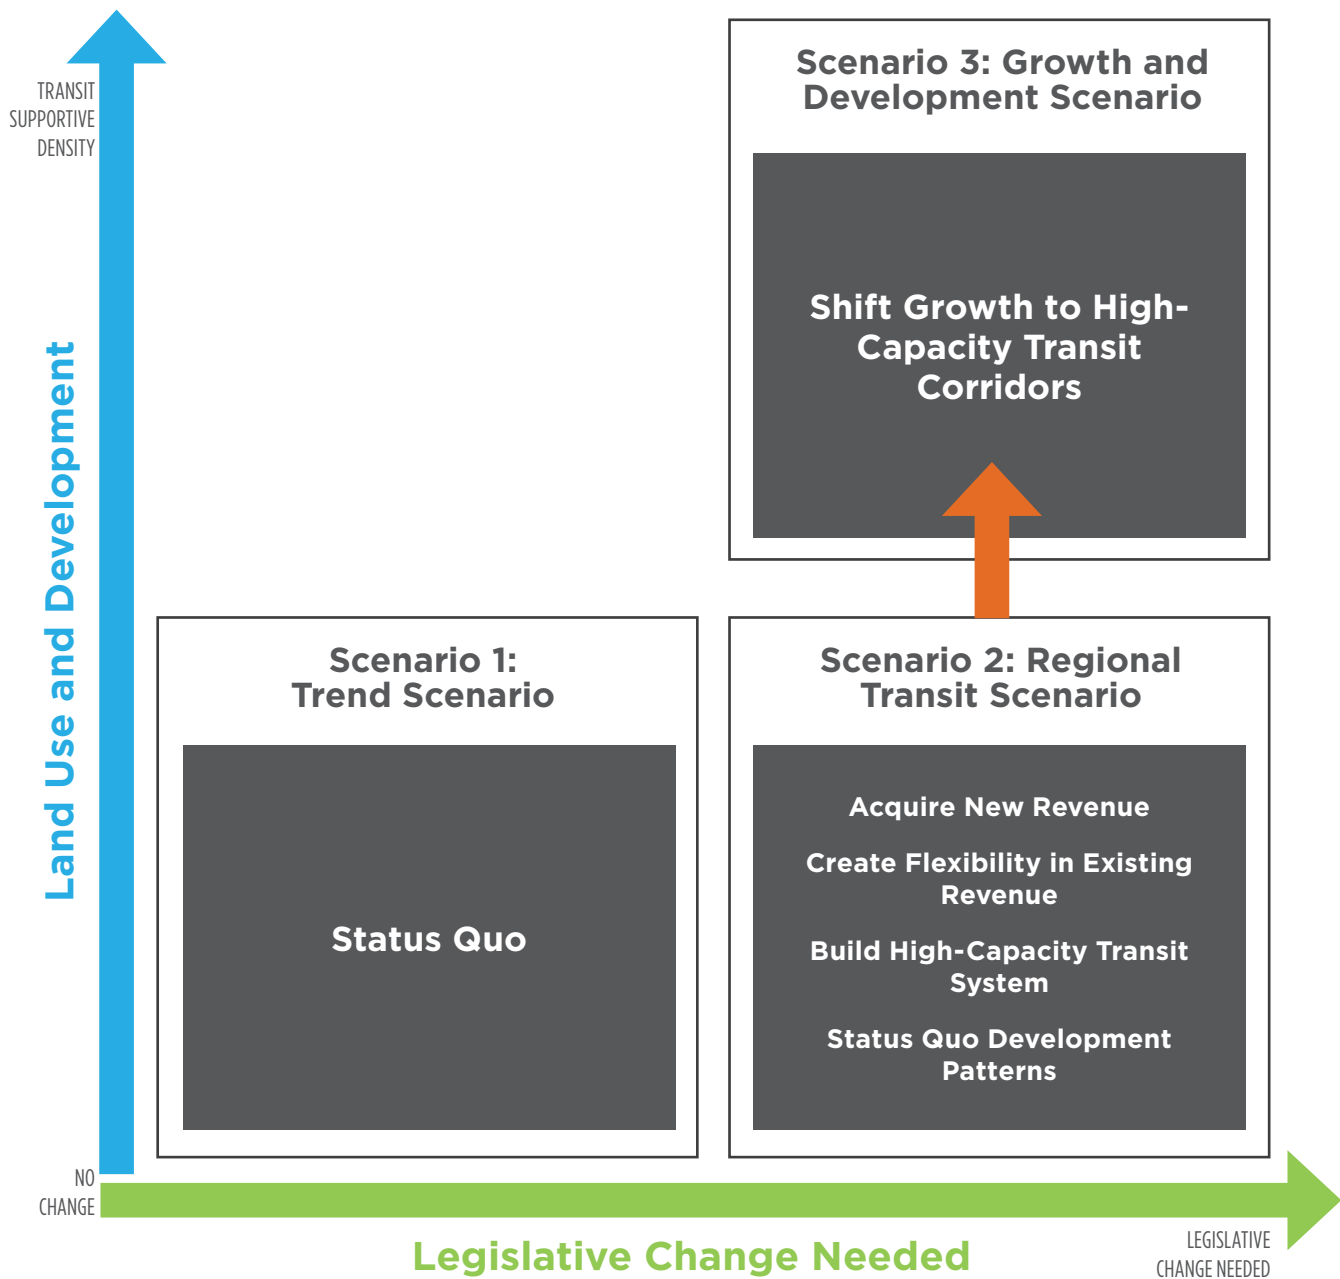 TRANSIT
SUPPORTIVE
DENSITY
Land Use and Development
NO
CHANGE
Scenario 3: Growth and
Development Scenario
Shift Growth to High-
Capacity Transit
Corridors
Scenario 1:
Trend Scenario
Status Quo
Scenario 2: Regional
Transit Scenario
Acquire New Revenue
Create Flexibility in Existing
Revenue
Build High-Capacity Transit
System
Status Quo Development
Patterns
Legislative Change Needed
LEGISLATIVE
CHANGE NEEDED